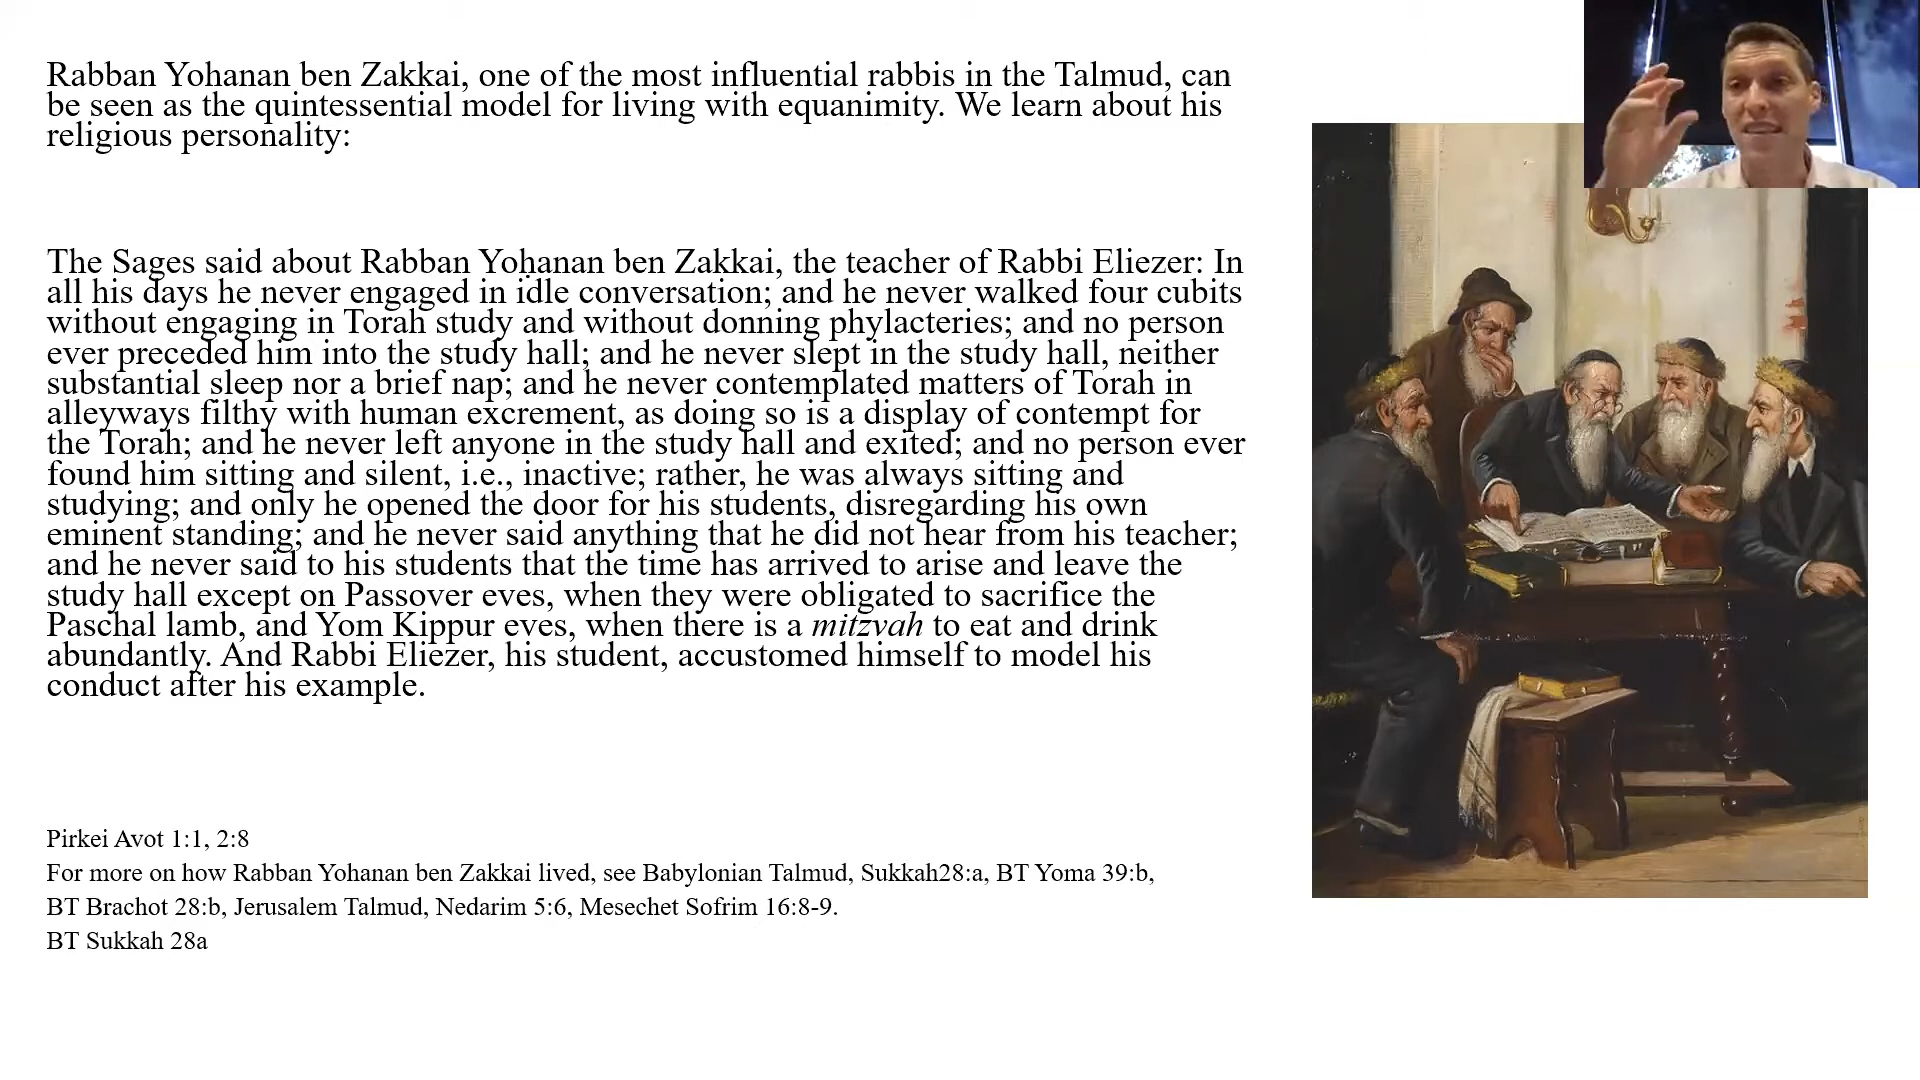 Rabban Yohanan ben Zakkai, one of the most influential rabbis in the Talmud, can
be seen as the quintessential model for living with equanimity. We learn about his
religious personality:
The Sages said about Rabban Yoḥanan ben Zakkai, the teacher of Rabbi Eliezer: In
all his days he never engaged in idle conversation; and he never walked four cubits
without engaging in Torah study and without donning phylacteries; and no person
ever preceded him into the study hall; and he never slept in the study hall, neither
substantial sleep nor a brief nap; and he never contemplated matters of Torah in
alleyways filthy with human excrement, as doing so is a display of contempt for
the Torah; and he never left anyone in the study hall and exited; and no person ever
found him sitting and silent, i.e., inactive; rather, he was always sitting and
studying; and only he opened the door for his students, disregarding his own
eminent standing; and he never said anything that he did not hear from his teacher;
and he never said to his students that the time has arrived to arise and leave the
study hall except on Passover eves, when they were obligated to sacrifice the
Paschal lamb, and Yom Kippur eves, when there is a mitzvah to eat and drink
abundantly. And Rabbi Eliezer, his student, accustomed himself to model his
conduct after his example.
Pirkei Avot 1:1, 2:8
For more on how Rabban Yohanan ben Zakkai lived, see Babylonian Talmud, Sukkah28:a, BT Yoma 39:b,
BT Brachot 28:b, Jerusalem Talmud, Nedarim 5:6, Mesechet Sofrim 16:8-9.
BT Sukkah 28a